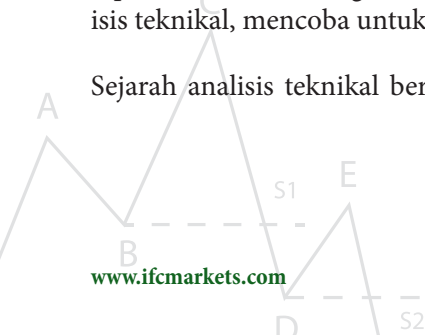 isis teknikal, mencoba untuk
Sejarah analisis teknikal ber
A
S1
E
B
www.ifcmarkets.com
D
S2